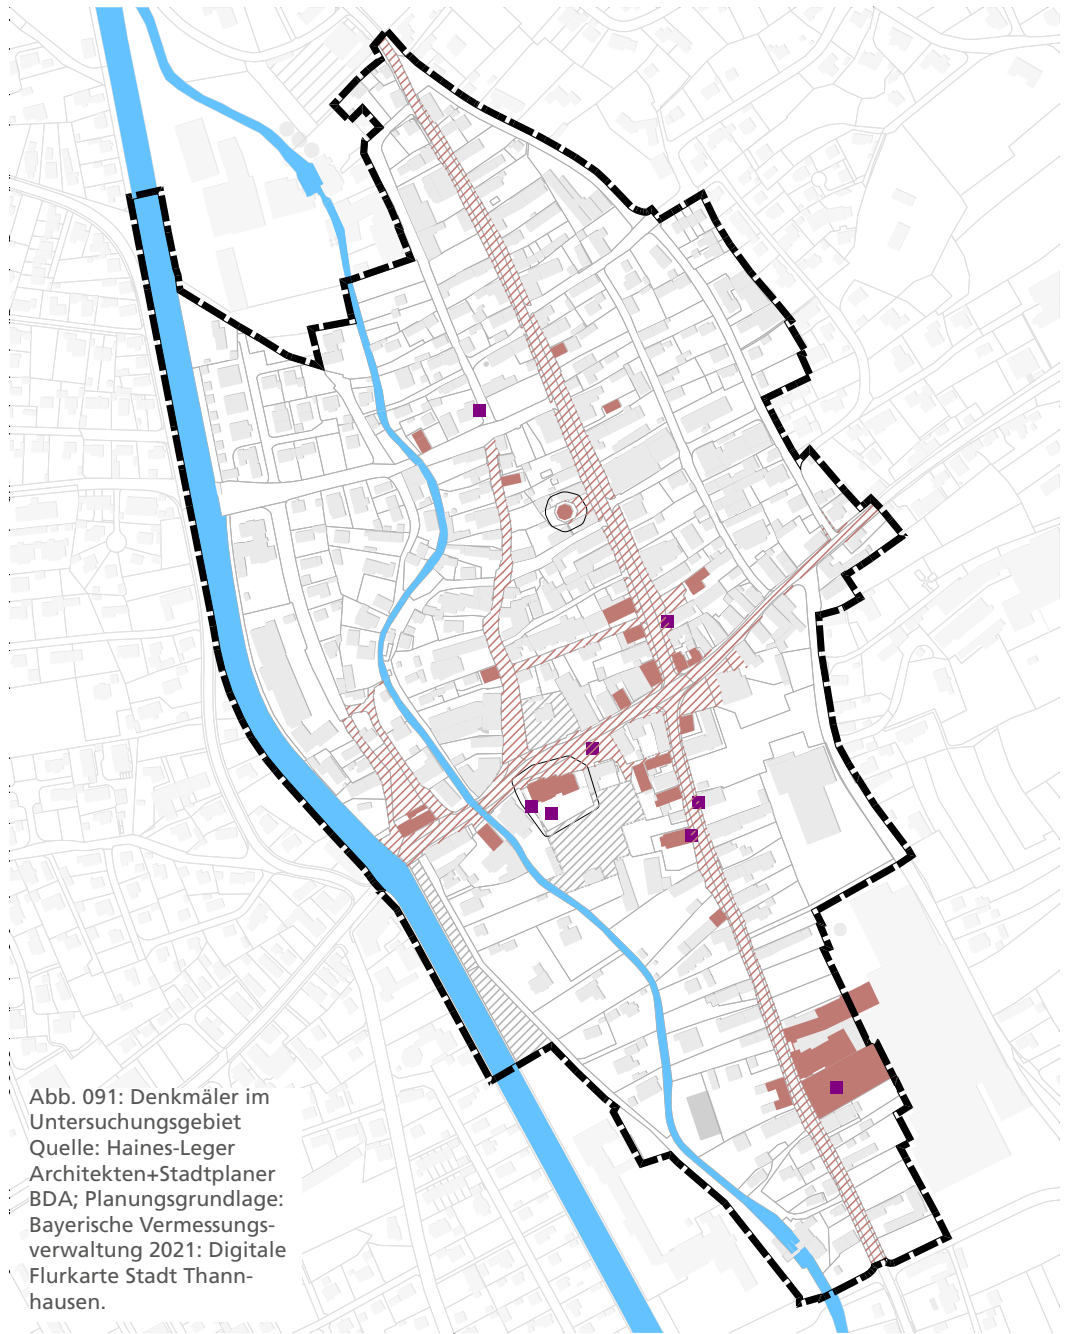 Abb. 091: Denkmäler im
Untersuchungsgebiet
Quelle: Haines-Leger
Architekten+Stadtplaner
BDA; Planungsgrundlage:
Bayerische Vermessungs-
verwaltung 2021: Digitale
Flurkarte Stadt Thann-
hausen.